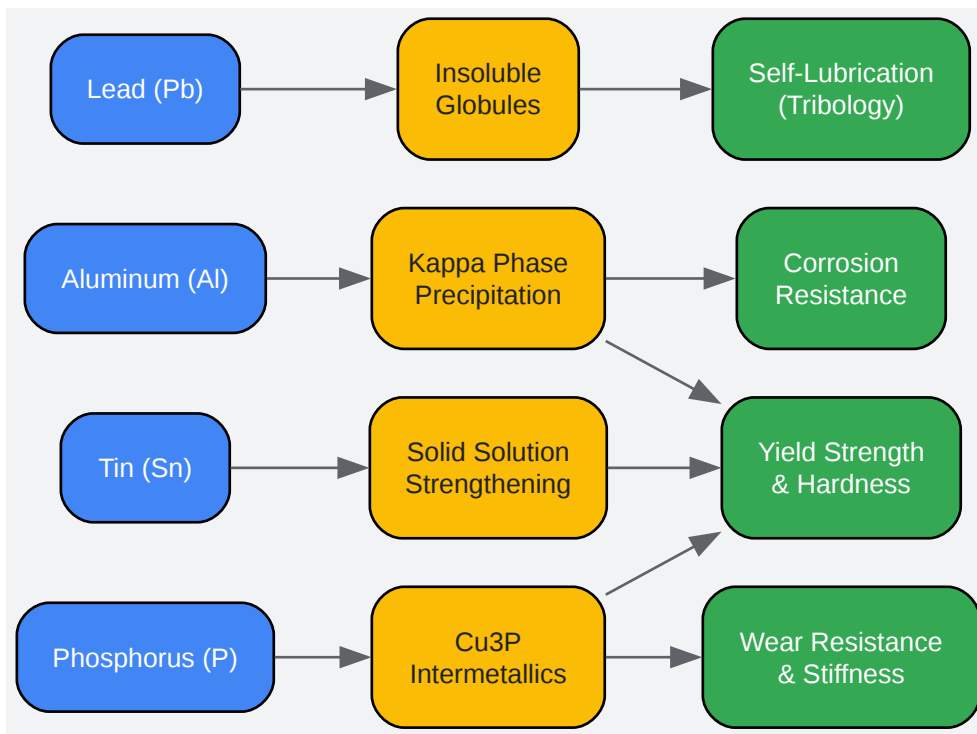 Lead (Pb)
Insoluble
Globules
Self-Lubrication
(Tribology)
Aluminum (Al)
Kappa Phase
Precipitation
Corrosion
Resistance
Tin (Sn)
Solid Solution
Strengthening
Yield Strength
& Hardness
Phosphorus (P)
Cu3P
Intermetallics
Wear Resistance
& Stiffness